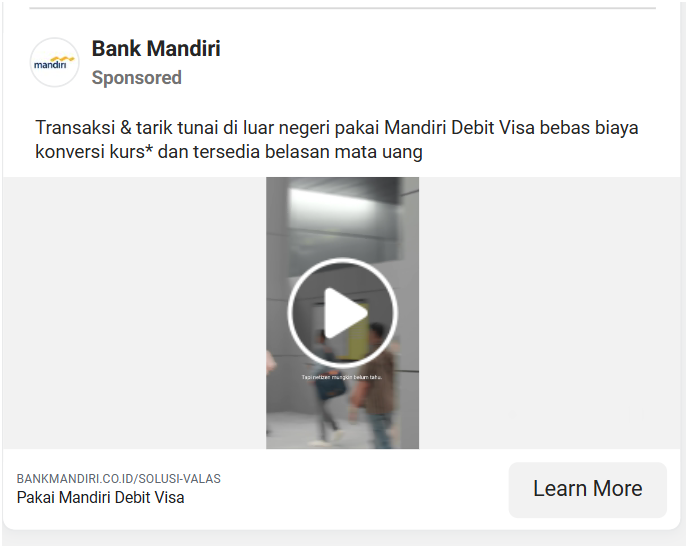 mandiri
Bank Mandiri
Sponsored
Transaksi & tarik tunai di luar negeri pakai Mandiri Debit Visa bebas biaya
konversi kurs* dan tersedia belasan mata uang
Tapi netizen mungkin belum tahu.
BANKMANDIRI.CO.ID/SOLUSI-VALAS
Pakai Mandiri Debit Visa
Learn More